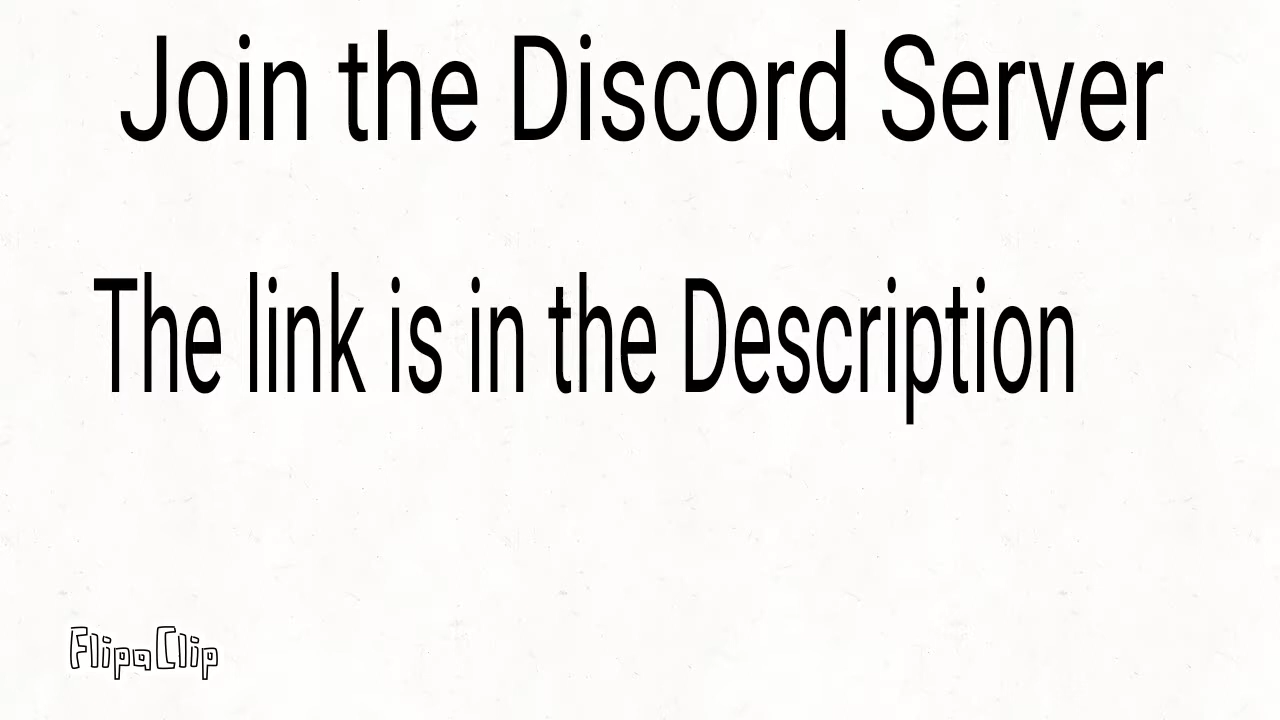 Join the Discord Server
The link is in the Description
FlipaClip